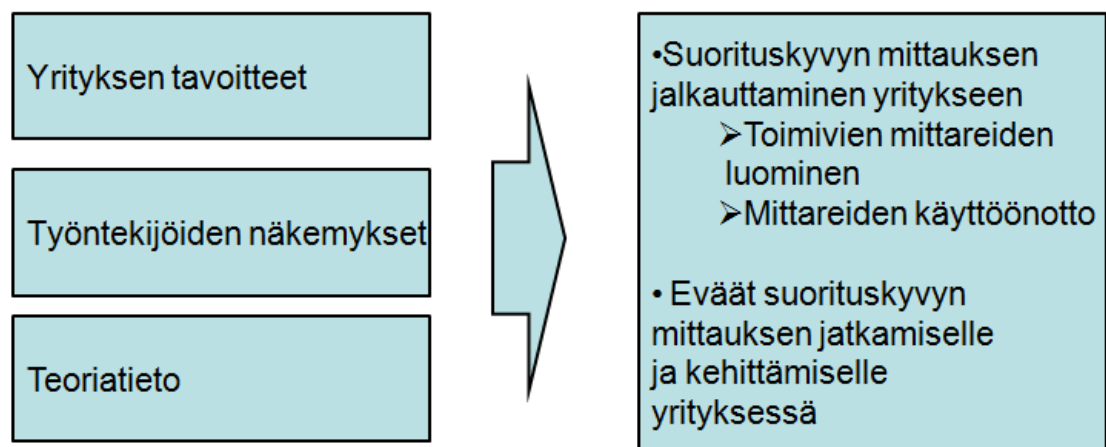 Yrityksen tavoitteet
Työntekijöiden näkemykset
Teoriatieto
•Suorituskyvyn mittauksen
jalkauttaminen yritykseen
➢Toimivien mittareiden
luominen
➢Mittareiden käyttöönotto
• Eväät suorituskyvyn
mittauksen jatkamiselle
ja kehittämiselle
yrityksessä